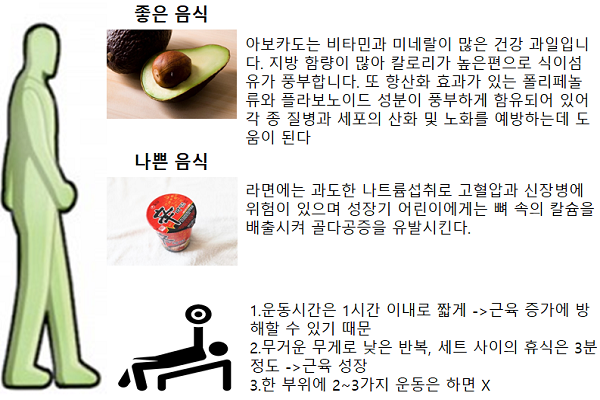 좋은 음식
아보카도는 비타민과 미네랄이 많은 건강 과일입니
다. 지방 함량이 많아 칼로리가 높은편으로 식이섬
유가 풍부합니다. 또 항산화 효과가 있는 폴리페놀
류와 플라보노이드 성분이 풍부하게 함유되어 있어
각 종 질병과 세포의 산화 및 노화를 예방하는데 도
움이 된다
나쁜 음식
라면에는 과도한 나트륨섭취로 고혈압과 신장병에
위험이 있으며 성장기 어린이에게는 뼈 속의 칼슘을
배출시켜 골다공증을 유발시킨다.
1.운동시간은 1시간 이내로 짧게 ->근육 증가에 방
해할 수 있기 때문
2.무거운 무게로 낮은 반복, 세트 사이의 휴식은 3분
정도 ->근육 성장
3.한 부위에 2~3가지 운동은 하면 X